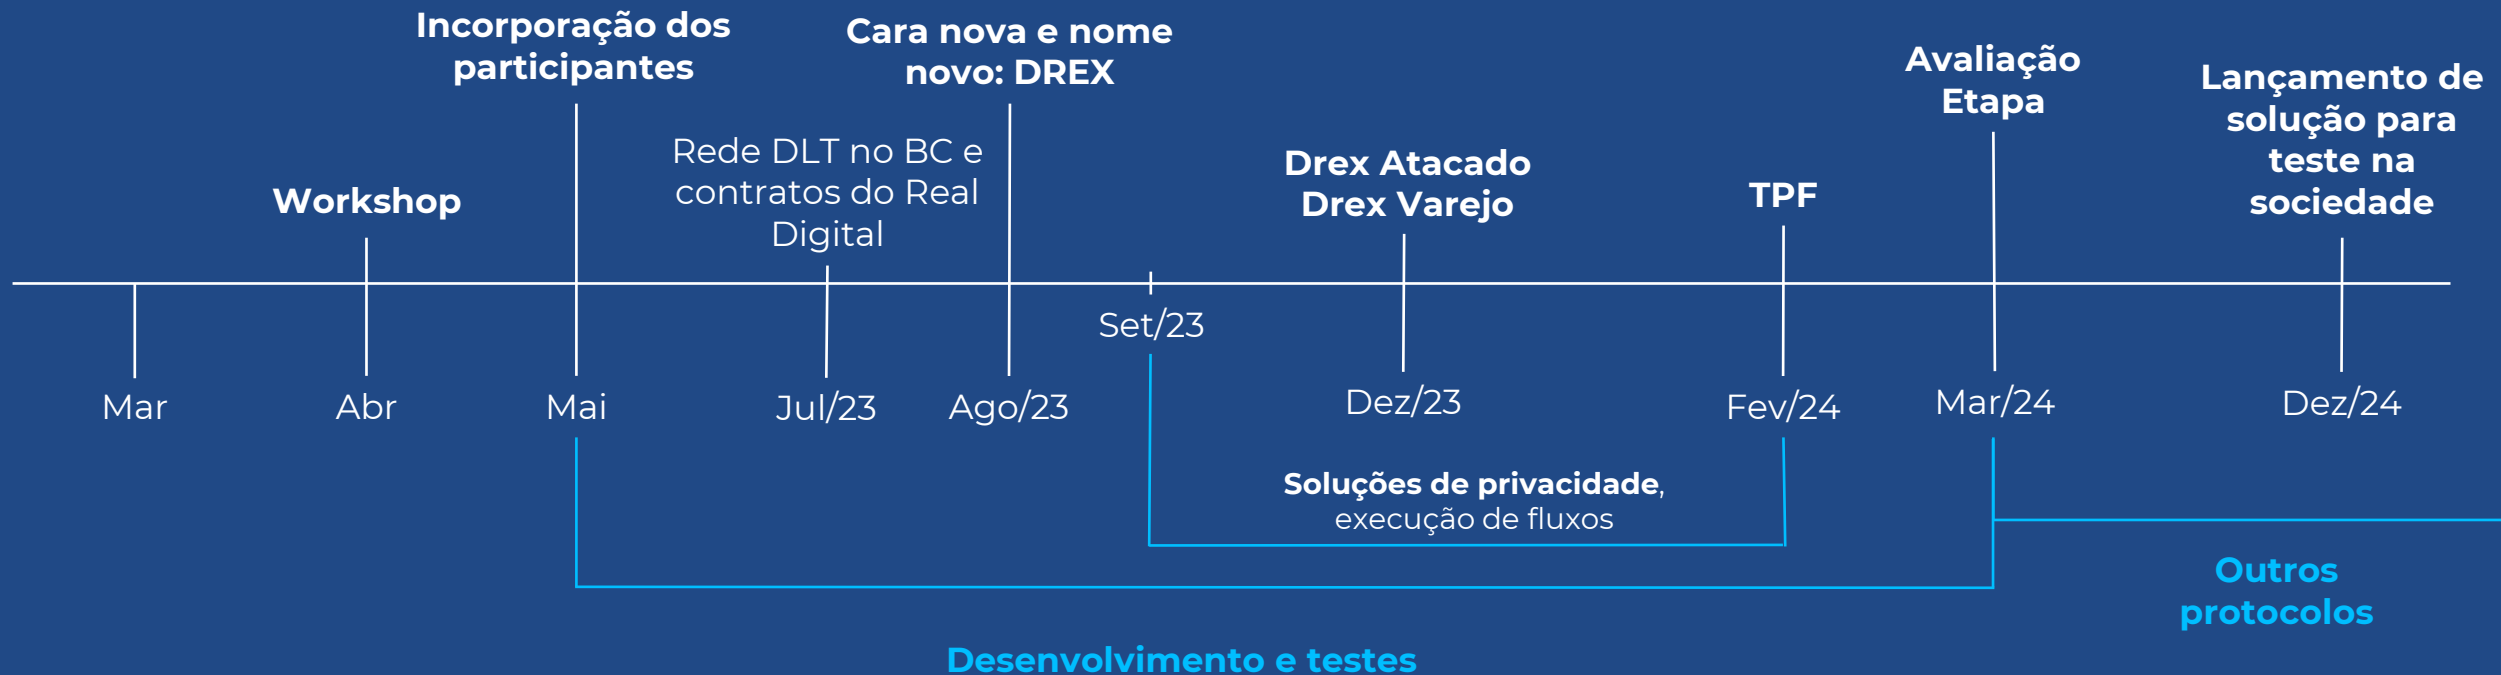 Incorporação dos
participantes
Cara nova e nome
novo: DREX
Avaliação
Etapa
Lançamento de
solução para
teste na
sociedade
Workshop
Rede DLT no BC e
contratos do Real
Digital
Drex Atacado
Drex Varejo
TPF
Set/23
Mar
Abr
Mai
Jul/23
Ago/23
Dez/23
Fev/24
Mar/24
Dez/24
Soluções de privacidade,
execução de fluxos
Outros
protocolos
Desenvolvimento e testes